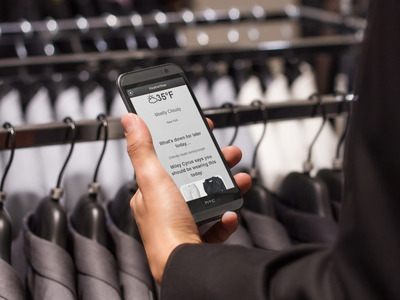 35°F
Mostly Cloudy
What's down for later
today...
Miley Cyrus says you
should be wearing this
today
hTC